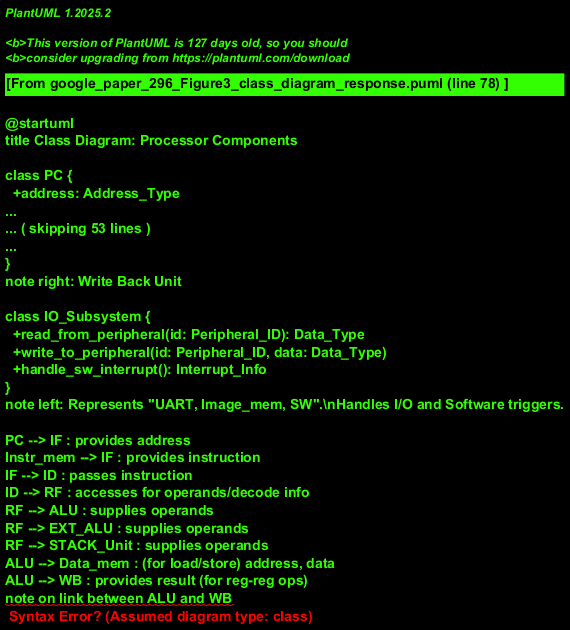 PlantUML 1.2025.2
<b>This version of PlantUML is 127 days old, so you should
<b>consider upgrading from https://plantuml.com/download
[From google_paper_296_Figure3_class_diagram_response.puml (line 78) ]
@startuml
title Class Diagram: Processor Components
class PC {
+address: Address_Type
...
... ( skipping 53 lines )
...
}
note right: Write Back Unit
class IO_Subsystem {
+read_from_peripheral(id: Peripheral_ID): Data_Type
+write_to_peripheral(id: Peripheral_ID, data: Data_Type)
+handle_sw_interrupt(): Interrupt_Info
}
note left: Represents "UART, Image_mem, SW".\nHandles I/O and Software triggers.
PC --> IF : provides address
Instr_mem --> IF : provides instruction
IF --> ID : passes instruction
ID --> RF : accesses for operands/decode info
RF --> ALU : supplies operands
RF --> EXT_ALU : supplies operands
RF --> STACK_Unit : supplies operands
ALU --> Data_mem : (for load/store) address, data
ALU --> WB : provides result (for reg-reg ops)
note on link between ALU and WB
Syntax Error? (Assumed diagram type: class)